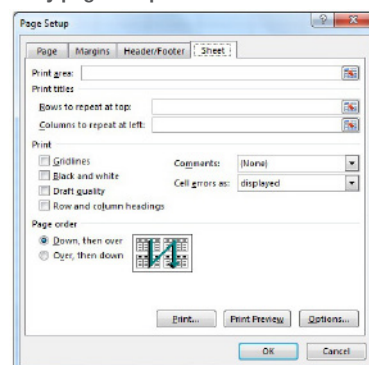 Page Setup
Page Margins Header/Footer Sheet
Print area:
Print titles
Rows to repeat at top:
Columns to repeat at left:
Print
Gridlines
Black and white
Draft quality
Row and column headings
Comments: (None)
Cell errors as: displayed
Page order
Down, then over
Over, then down
Print... Print Preview Options...
OK Cancel